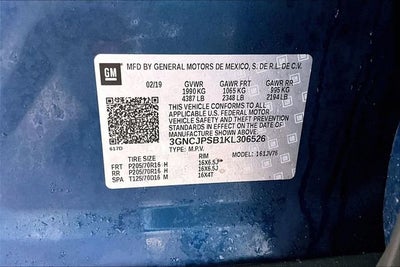 GM
MFD BY GENERAL MOTORS DE MEXICO, S. DE R.L. DE C.V.
02/19 GVWR GAWR FRT GAWR RR
1990 KG 1065 KG 995 KG
4387 LB 2348 LB 2194 LB
THIS VEHICLE CONFORMS TO ALL
APPLICABLE U.S. FEDERAL MOTOR
VEHICLE SAFETY AND THEFT
PREVENTION STANDARDS IN EFFECT ON
THE DATE OF MANUFACTURE SHOWN ABOVE.
3GNCJPSB1KL306526
617D TYPE: M.P.V. MODEL: 1GIJV76
TIRE SIZE RIM
FRT P205/70R16 H 16X6.5J
RR P205/70R16 H 16X6.5J
SPA T125/70D16 M 16X4T